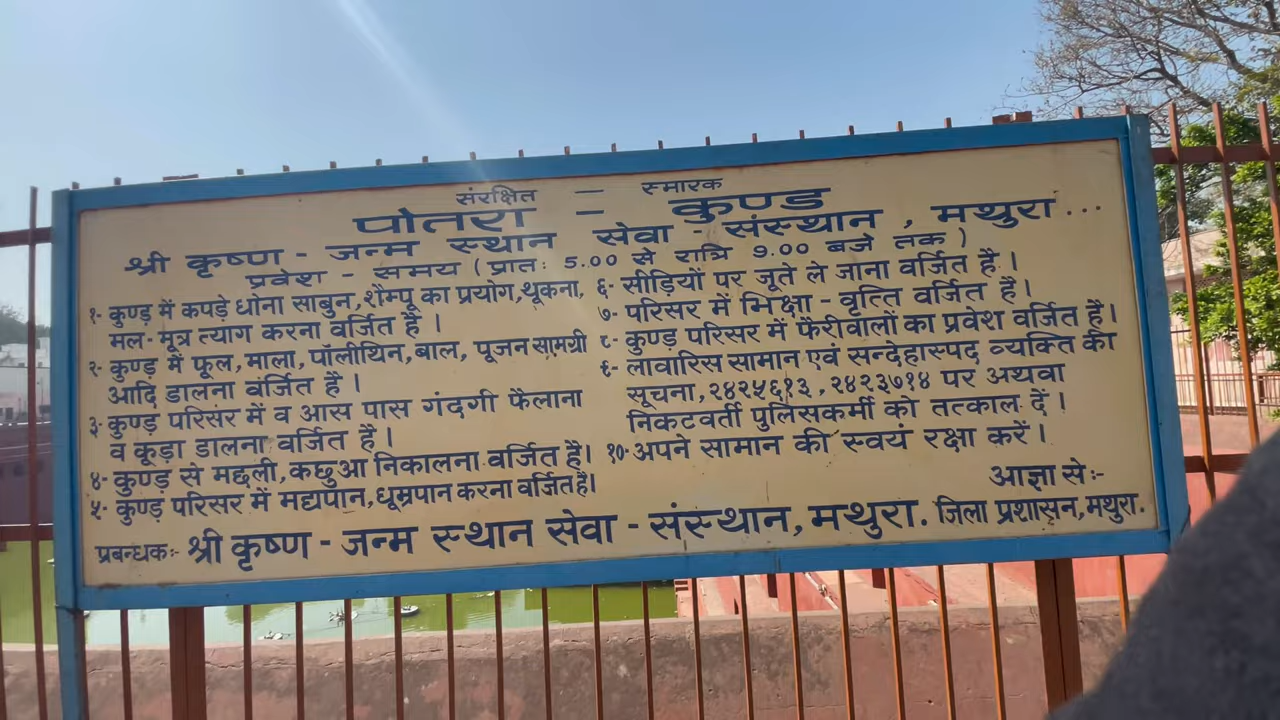 संरक्षित - स्मारक
पोतरा - कुण्ड
श्री कृष्ण - जन्म स्थान सेवा - संस्थान , मथुरा...
प्रवेश - समय ( प्रातः 5.00 से रात्रि 9.00 बजे तक )
१- कुण्ड में कपड़े धोना साबुन, शैम्पू का प्रयोग, थूकना,
मल- मूत्र त्याग करना वर्जित है ।
२- कुण्ड में फूल, माला, पॉलीथिन, बाल, पूजन सामग्री
आदि डालना वर्जित है ।
३- कुण्ड परिसर में व आस पास गंदगी फैलाना
व कूड़ा डालना वर्जित है ।
४- कुण्ड से मछली, कछुआ निकालना वर्जित है।
५- कुण्ड परिसर में मद्यपान, धूम्रपान करना वर्जित है।
६- सीड़ियों पर जूते ले जाना वर्जित है ।
७- परिसर में भिक्षा - वृत्ति वर्जित है।
८- कुण्ड परिसर में फैरीवालों का प्रवेश वर्जित है।
६- लावारिस सामान एवं सन्देहास्पद व्यक्ति की
सूचना, २४२५६१३ , २४२३७१४ पर अथवा
निकटवर्ती पुलिसकर्मी को तत्काल दें ।
१०- अपने सामान की स्वयं रक्षा करें ।
आज्ञा से :-
प्रबन्धकः- श्री कृष्ण - जन्म स्थान सेवा - संस्थान, मथुरा. जिला प्रशासन, मथुरा.